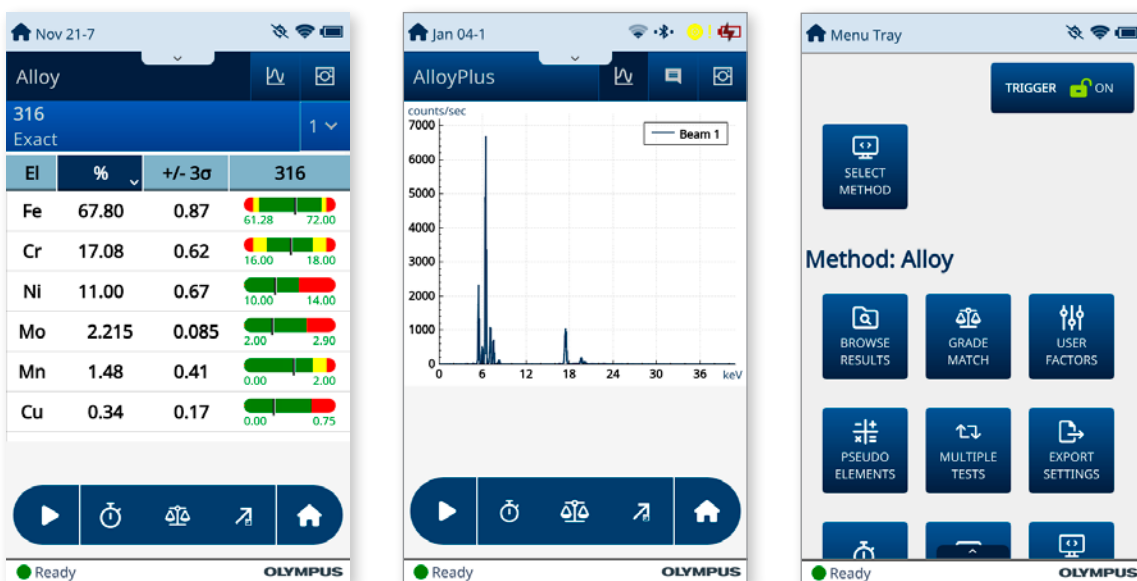 Nov 21-7
Alloy
316
Exact
1
El % +/- 3σ 316
Fe 67.80 0.87
61.28 72.00
Cr 17.08 0.62
16.00 18.00
Ni 11.00 0.67
10.00 14.00
Mo 2.215 0.085
2.00 2.90
Mn 1.48 0.41
0.00 2.00
Cu 0.34 0.17
0.00 0.75
Ready OLYMPUS
Jan 04-1
AlloyPlus
counts/sec
7000
Beam 1
6000
5000
4000
3000
2000
1000
0
0 6 12 18 24 30 36 keV
Ready OLYMPUS
Menu Tray
TRIGGER ON
SELECT
METHOD
Method: Alloy
BROWSE
RESULTS
GRADE
MATCH
USER
FACTORS
PSEUDO
ELEMENTS
MULTIPLE
TESTS
EXPORT
SETTINGS
Ready OLYMPUS